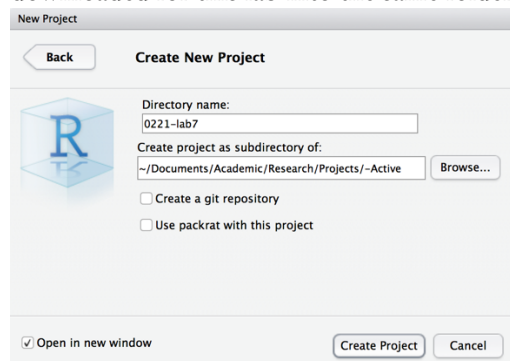 New Project
Back
Create New Project
R
Directory name:
0221-lab7
Create project as subdirectory of:
~/Documents/Academic/Research/Projects/-Active
Browse...
Create a git repository
Use packrat with this project
Open in new window
Create Project
Cancel